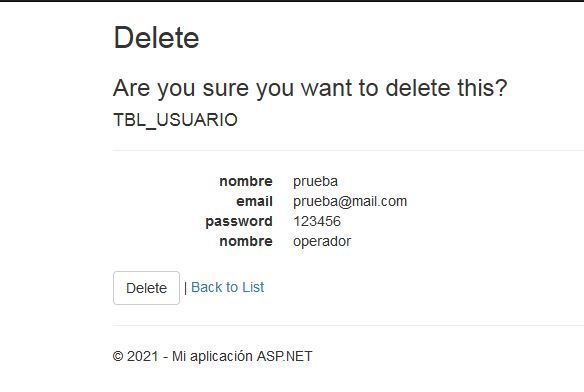 Delete
Are you sure you want to delete this?
TBL_USUARIO
nombre prueba
email prueba@mail.com
password 123456
nombre operador
Delete | Back to List
© 2021 - Mi aplicación ASP.NET